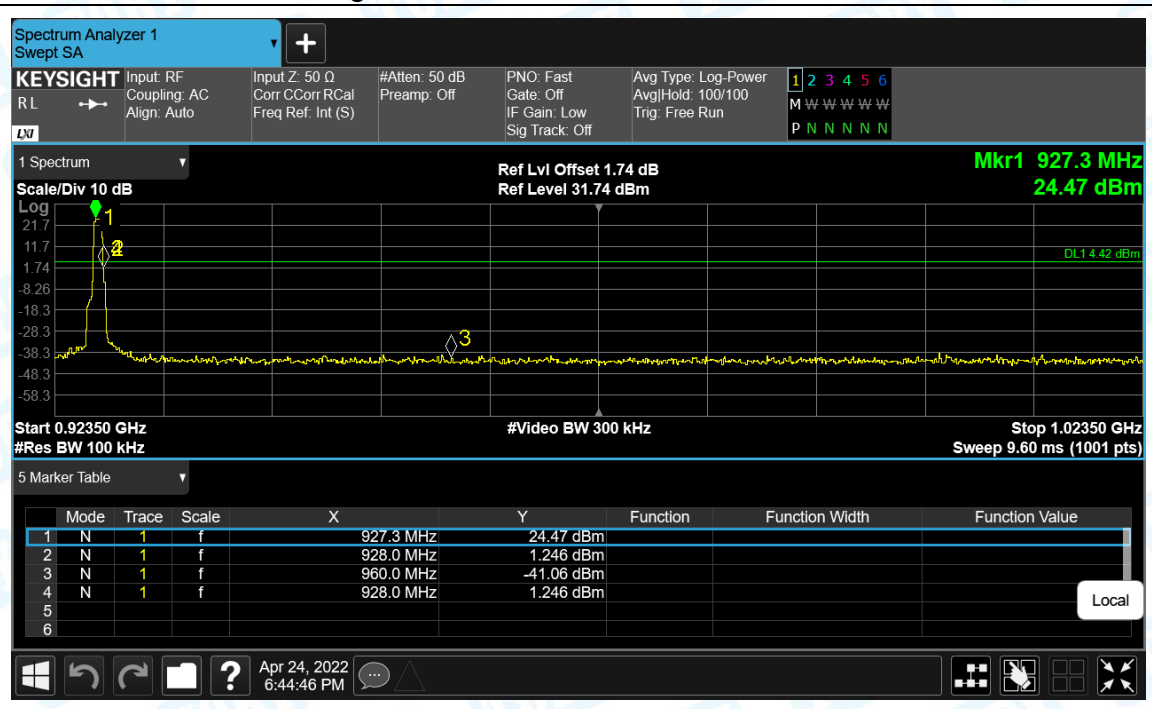 Spectrum Analyzer 1
Swept SA
KEYSIGHT
R L
LXI
Input: RF
Coupling: AC
Align: Auto
Input Z: 50 Ω
Corr CCorr RCal
Freq Ref: Int (S)
#Atten: 50 dB
Preamp: Off
PNO: Fast
Gate: Off
IF Gain: Low
Sig Track: Off
Avg Type: Log-Power
Avg|Hold: 100/100
Trig: Free Run
1 2 3 4 5 6
M W W W W W
P N N N N N
1 Spectrum
Scale/Div 10 dB
Ref Lvl Offset 1.74 dB
Ref Level 31.74 dBm
Mkr1 927.3 MHz
24.47 dBm
Log
21.7
11.7
1.74
-8.26
-18.3
-28.3
-38.3
-48.3
-58.3
1
2
3
DL1 4.42 dBm
Start 0.92350 GHz
#Res BW 100 kHz
#Video BW 300 kHz
Stop 1.02350 GHz
Sweep 9.60 ms (1001 pts)
5 Marker Table
Mode Trace Scale X Y Function Function Width Function Value
1 N 1 f 927.3 MHz 24.47 dBm
2 N 1 f 928.0 MHz 1.246 dBm
3 N 1 f 960.0 MHz -41.06 dBm
4 N 1 f 928.0 MHz 1.246 dBm
5
6
Local
?
Apr 24, 2022
6:44:46 PM